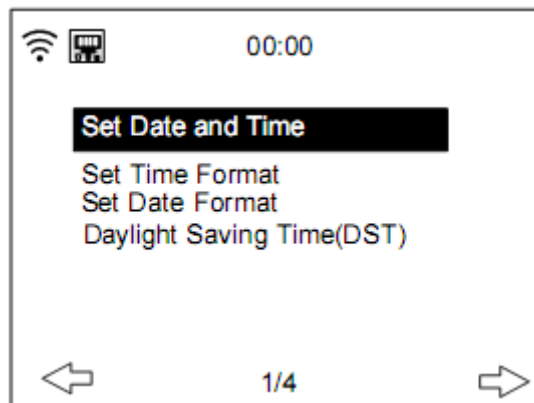 00:00
Set Date and Time
Set Time Format
Set Date Format
Daylight Saving Time(DST)
1/4